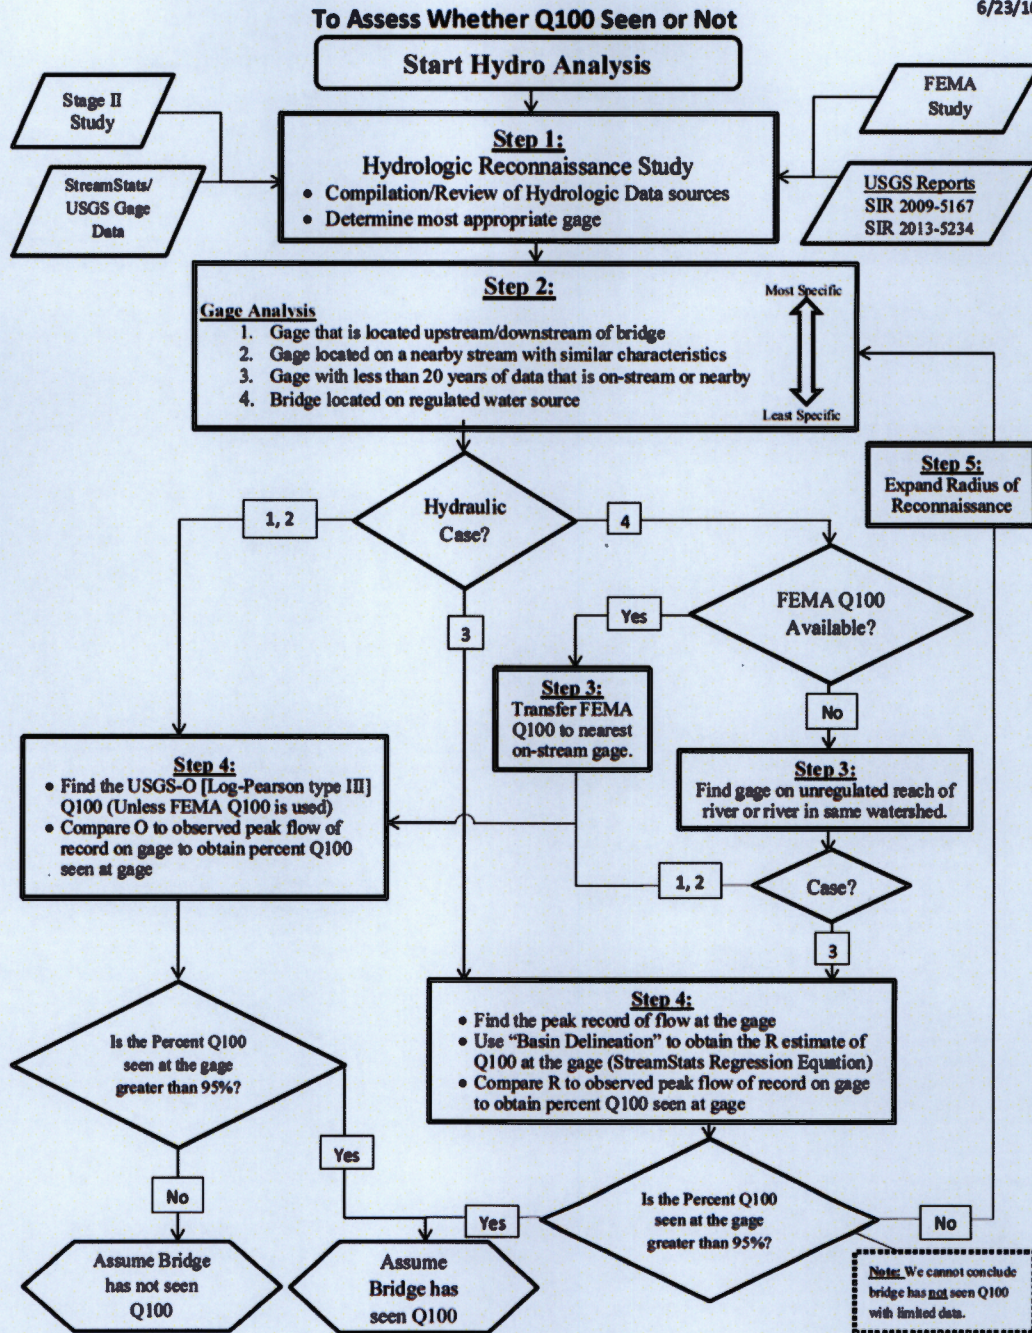 To Assess Whether Q100 Seen or Not
6/23/16
Start Hydro Analysis
Stage II
Study
StreamStats/
USGS Gage
Data
FEMA
Study
USGS Reports
SIR 2009-5167
SIR 2013-5234
Step 1:
Hydrologic Reconnaissance Study
• Compilation/Review of Hydrologic Data sources
• Determine most appropriate gage
Step 2:
Gage Analysis
1. Gage that is located upstream/downstream of bridge
2. Gage located on a nearby stream with similar characteristics
3. Gage with less than 20 years of data that is on-stream or nearby
4. Bridge located on regulated water source
Most Specific
Least Specific
Step 5:
Expand Radius of
Reconnaissance
Hydraulic
Case?
1, 2
4
3
FEMA Q100
Available?
Yes
No
Step 3:
Transfer FEMA
Q100 to nearest
on-stream gage.
Step 3:
Find gage on unregulated reach of
river or river in same watershed.
Case?
1, 2
3
Step 4:
• Find the USGS-O [Log-Pearson type III]
Q100 (Unless FEMA Q100 is used)
• Compare O to observed peak flow of
record on gage to obtain percent Q100
seen at gage
Step 4:
• Find the peak record of flow at the gage
• Use “Basin Delineation” to obtain the R estimate of
Q100 at the gage (StreamStats Regression Equation)
• Compare R to observed peak flow of record on gage
to obtain percent Q100 seen at gage
Is the Percent Q100
seen at the gage
greater than 95%?
Yes
No
Is the Percent Q100
seen at the gage
greater than 95%?
Yes
No
Assume Bridge
has not seen
Q100
Assume
Bridge has
seen Q100
Note: We cannot conclude
bridge has not seen Q100
with limited data.